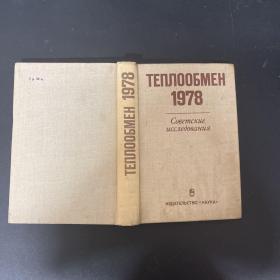 ТЕПЛООБМЕН 1978
ТЕПЛООБМЕН
1978
Советские
исследования
ИЗДАТЕЛЬСТВО «НАУКА»